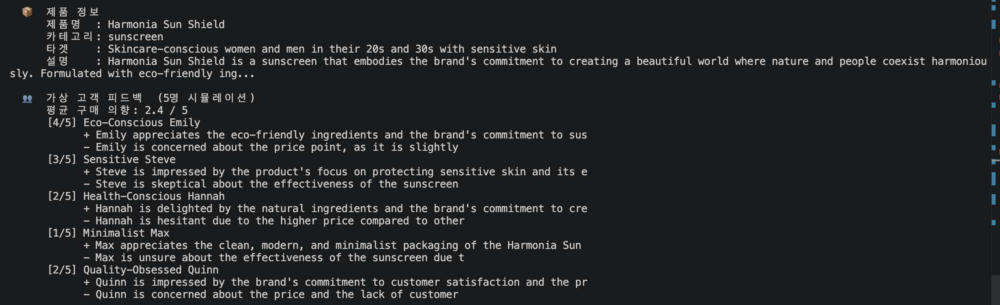 제품 정보
제품명 : Harmonia Sun Shield
카테고리: sunscreen
타겟 : Skincare-conscious women and men in their 20s and 30s with sensitive skin
설명 : Harmonia Sun Shield is a sunscreen that embodies the brand's commitment to creating a beautiful world where nature and people coexist harmoniou
sly. Formulated with eco-friendly ing...
가상 고객 피드백 (5명 시뮬레이션)
평균 구매 의향: 2.4 / 5
[4/5] Eco-Conscious Emily
+ Emily appreciates the eco-friendly ingredients and the brand's commitment to sus
- Emily is concerned about the price point, as it is slightly
[3/5] Sensitive Steve
+ Steve is impressed by the product's focus on protecting sensitive skin and its e
- Steve is skeptical about the effectiveness of the sunscreen
[2/5] Health-Conscious Hannah
+ Hannah is delighted by the natural ingredients and the brand's commitment to cre
- Hannah is hesitant due to the higher price compared to other
[1/5] Minimalist Max
+ Max appreciates the clean, modern, and minimalist packaging of the Harmonia Sun
- Max is unsure about the effectiveness of the sunscreen due t
[2/5] Quality-Obsessed Quinn
+ Quinn is impressed by the brand's commitment to customer satisfaction and the pr
- Quinn is concerned about the price and the lack of customer